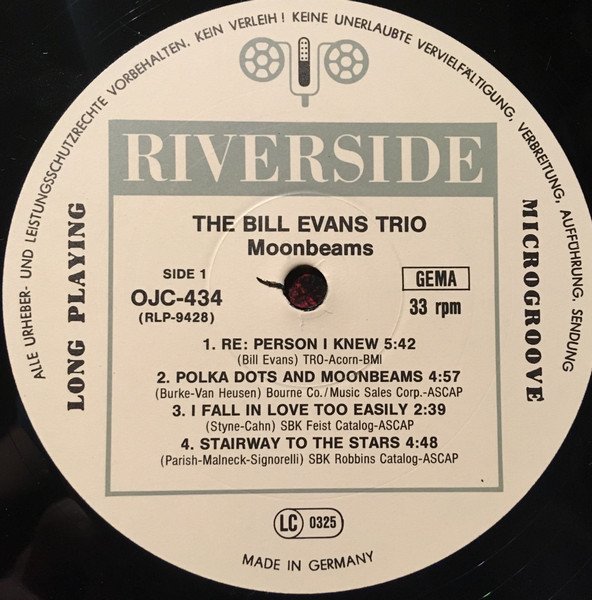 ALLE URHEBER- UND LEISTUNGSSCHUTZRECHTE VORBEHALTEN. KEIN VERLEIH! KEINE UNERLAUBTE VERVIELFÄLTIGUNG, VERBREITUNG, AUFFÜHRUNG, SENDUNG
RIVERSIDE
LONG PLAYING
MICROGROOVE
THE BILL EVANS TRIO
Moonbeams
SIDE 1
OJC-434
(RLP-9428)
GEMA
33 rpm
1. RE: PERSON I KNEW 5:42
(Bill Evans) TRO-Acorn-BMI
2. POLKA DOTS AND MOONBEAMS 4:57
(Burke-Van Heusen) Bourne Co./Music Sales Corp.-ASCAP
3. I FALL IN LOVE TOO EASILY 2:39
(Styne-Cahn) SBK Feist Catalog-ASCAP
4. STAIRWAY TO THE STARS 4:48
(Parish-Malneck-Signorelli) SBK Robbins Catalog-ASCAP
LC 0325
MADE IN GERMANY